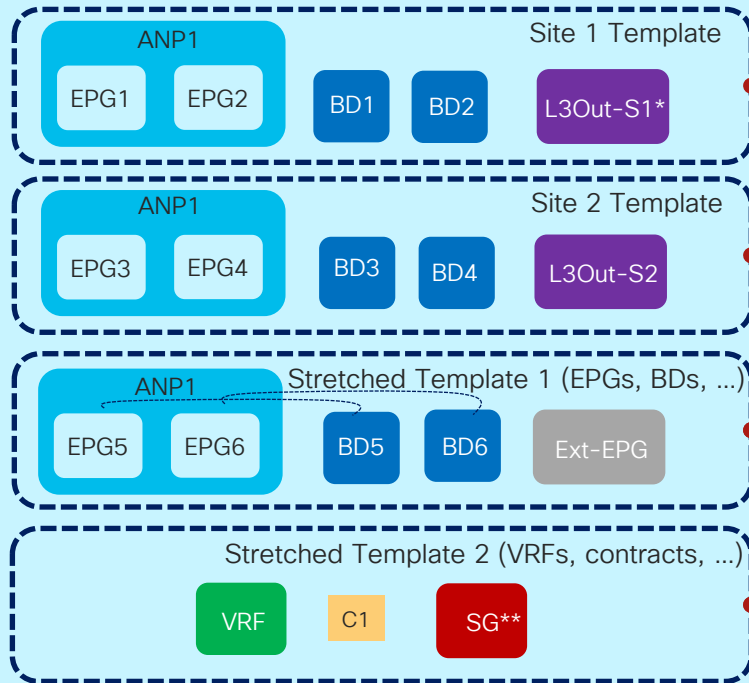 ANP1
Site 1 Template
EPG1
EPG2
BD1
BD2
L3Out-S1*
ANP1
Site 2 Template
EPG3
EPG4
BD3
BD4
L3Out-S2
Stretched Template 1 (EPGs, BDs, ...)
ANP1
EPG5
EPG6
BD5
BD6
Ext-EPG
Stretched Template 2 (VRFs, contracts, ...)
VRF
C1
SG**